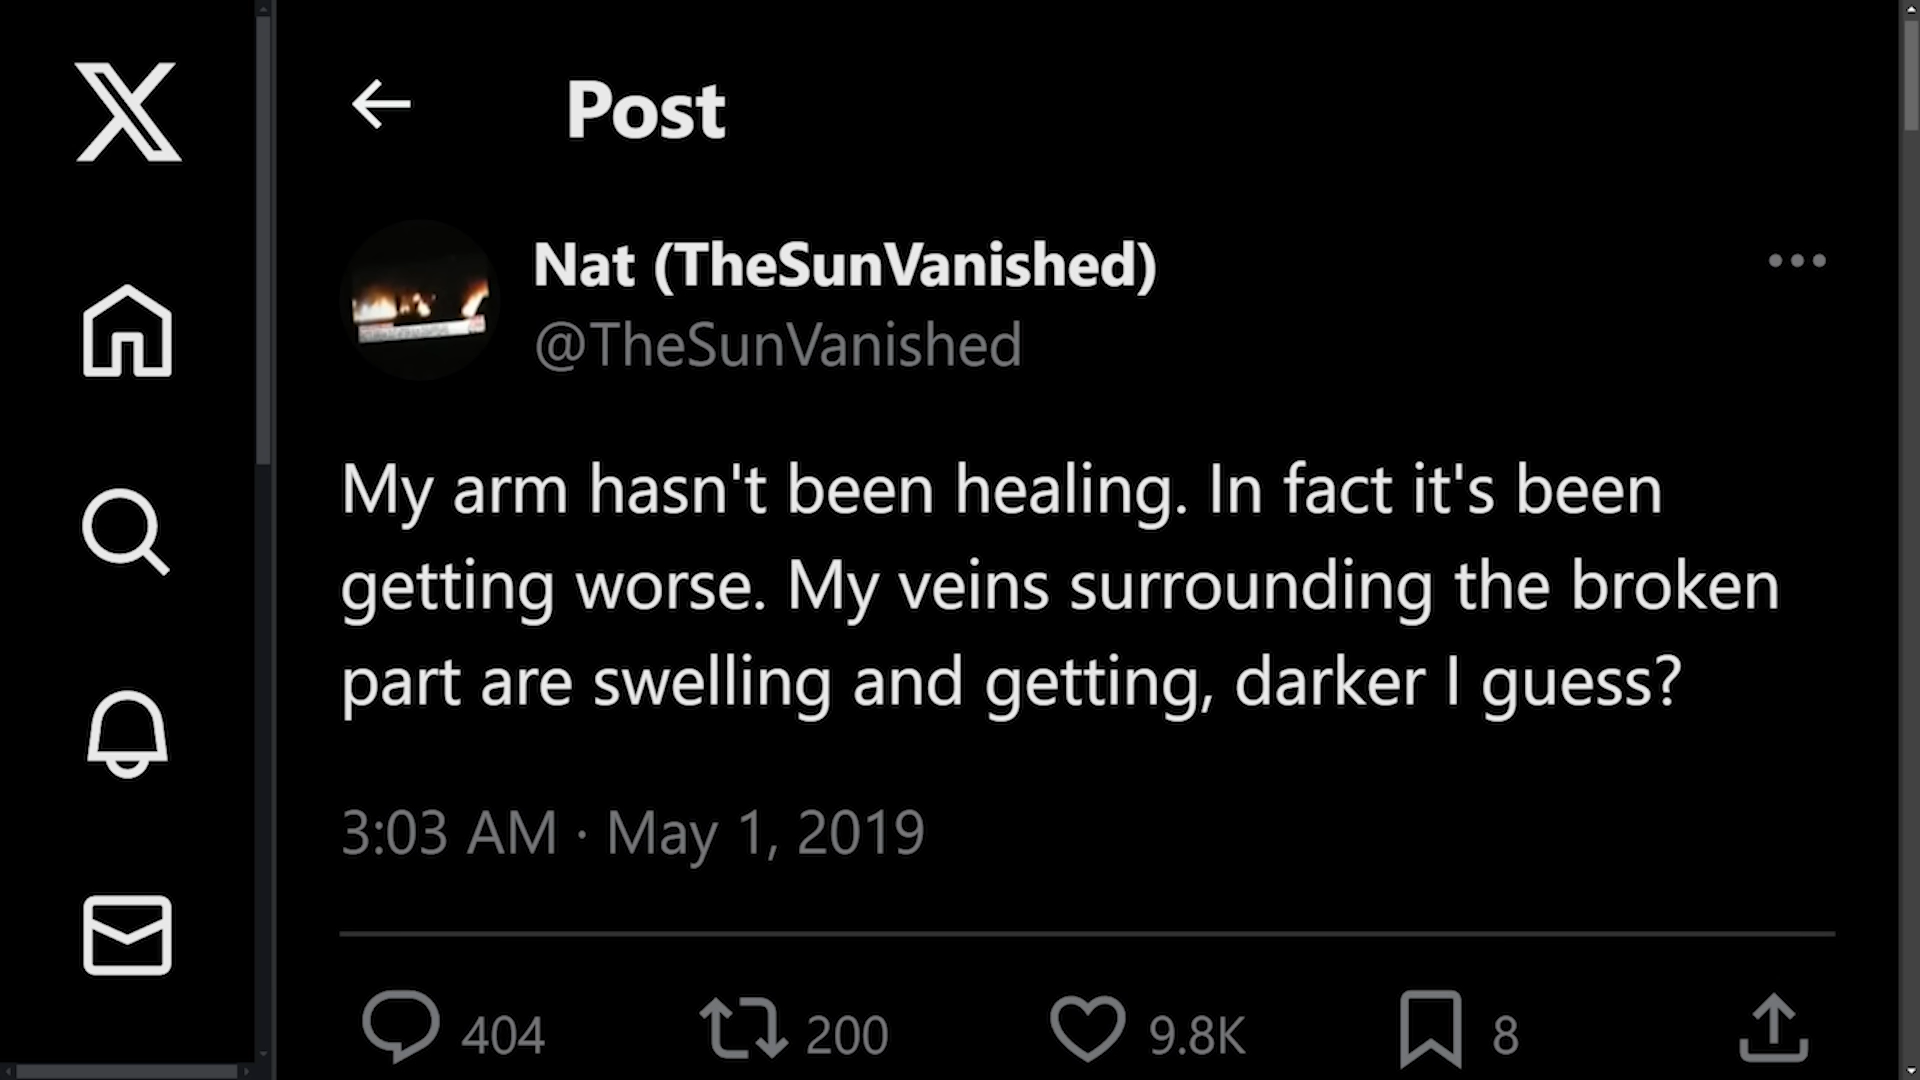 Post
Nat (TheSunVanished)
@TheSunVanished
My arm hasn't been healing. In fact it's been
getting worse. My veins surrounding the broken
part are swelling and getting, darker I guess?
3:03 AM · May 1, 2019
404 200 9.8K 8